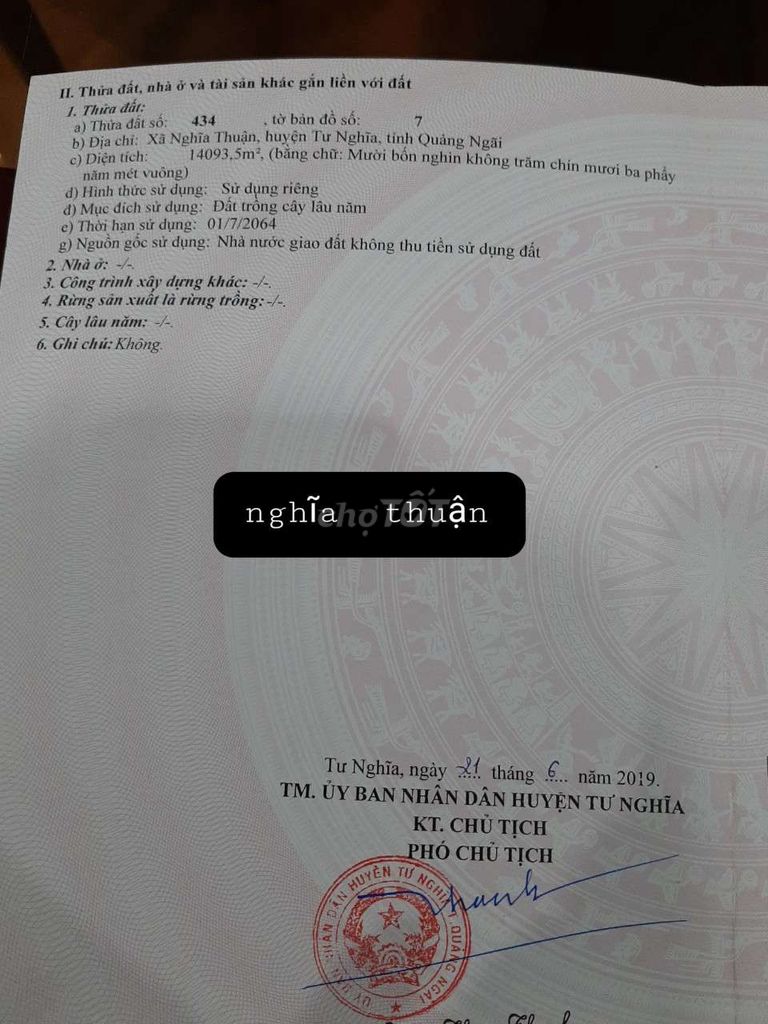 II. Thửa đất, nhà ở và tài sản khác gắn liền với đất
1. Thửa đất:
a) Thửa đất số: 434 , tờ bản đồ số: 7
b) Địa chỉ: Xã Nghĩa Thuận, huyện Tư Nghĩa, tỉnh Quảng Ngãi
c) Diện tích: 14093,5m², (bằng chữ: Mười bốn nghìn không trăm chín mươi ba phẩy
năm mét vuông)
d) Hình thức sử dụng: Sử dụng riêng
đ) Mục đích sử dụng: Đất trồng cây lâu năm
e) Thời hạn sử dụng: 01/7/2064
g) Nguồn gốc sử dụng: Nhà nước giao đất không thu tiền sử dụng đất
2. Nhà ở: -/-.
3. Công trình xây dựng khác: -/-.
4. Rừng sản xuất là rừng trồng: -/-.
5. Cây lâu năm: -/-.
6. Ghi chú: Không.
chợTỐT
nghĩa thuận
Tư Nghĩa, ngày 21 tháng 6 năm 2019.
TM. ỦY BAN NHÂN DÂN HUYỆN TƯ NGHĨA
KT. CHỦ TỊCH
PHÓ CHỦ TỊCH
ỦY BAN NHÂN DÂN HUYỆN TƯ NGHĨA T. QUẢNG NGÃI